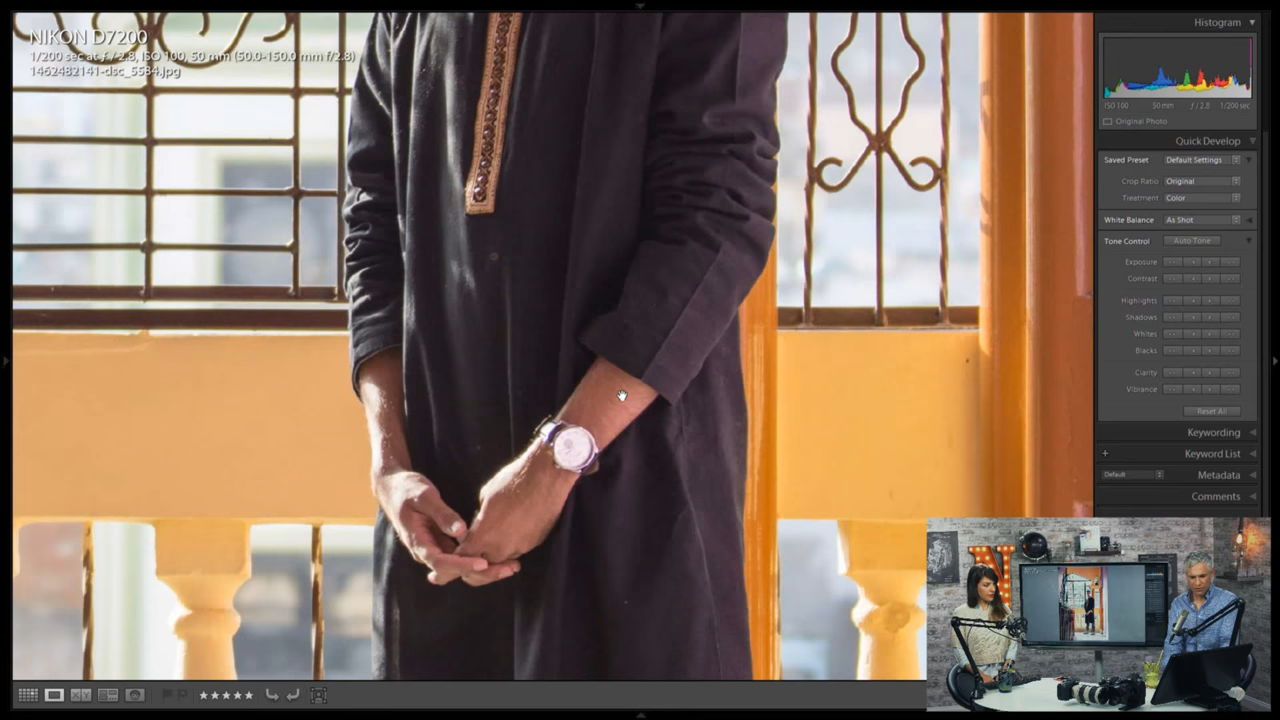 NIKON D7200
1/200 sec at ƒ / 2.8, ISO 100, 50 mm (50.0-150.0 mm f/2.8)
1462482141-dsc_5584.jpg
Histogram
ISO 100 50 mm ƒ / 2.8 1/200 sec
Original Photo
Quick Develop
Saved Preset Default Settings
Crop Ratio Original
Treatment Color
White Balance As Shot
Tone Control Auto Tone
Exposure
Contrast
Highlights
Shadows
Whites
Blacks
Clarity
Vibrance
Reset All
Keywording
+ Keyword List
Default Metadata
Comments
X Y
N